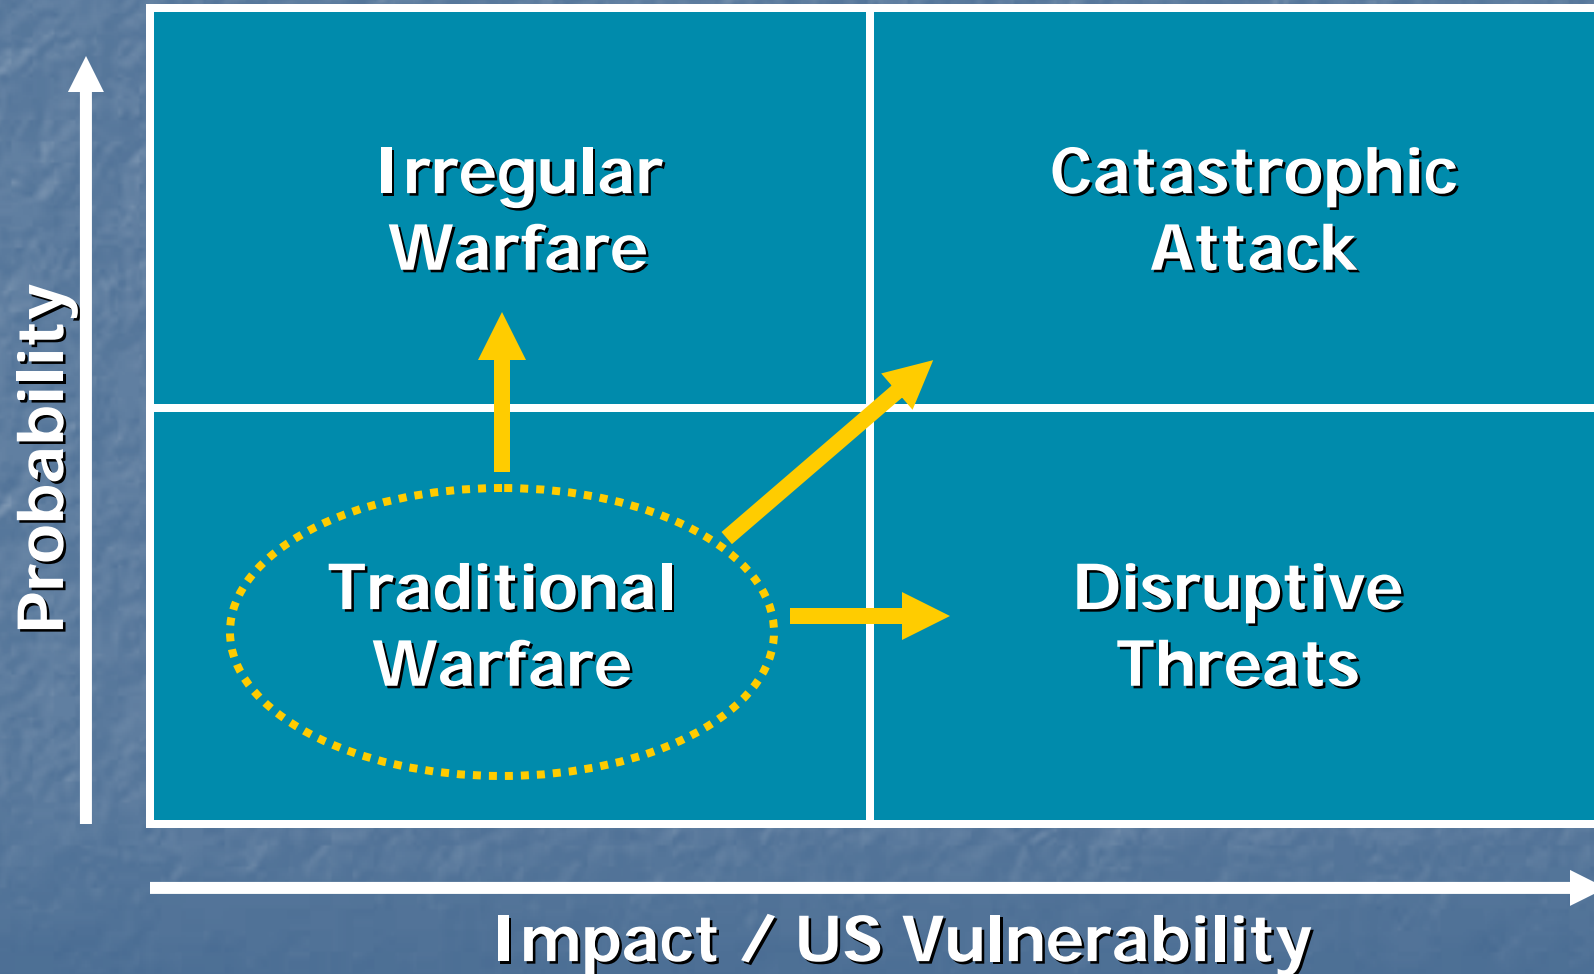 Irregular
Warfare
Catastrophic
Attack
Probability
Traditional
Warfare
Disruptive
Threats
Impact / US Vulnerability